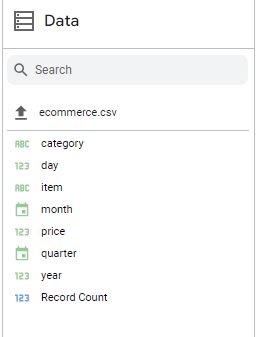 Data
Search
ecommerce.csv
ABC category
123 day
ABC item
month
123 price
quarter
123 year
123 Record Count